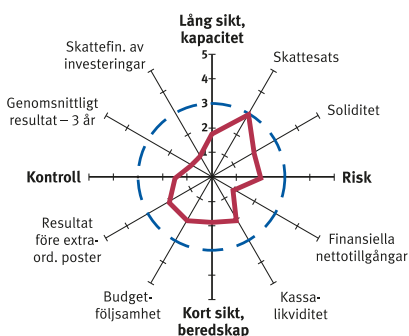 Lång sikt,
kapacitet
Skattefin. av
investeringar
Skattesats
Genomsnittligt
resultat – 3 år
Soliditet
5
4
3
2
1
Kontroll
Risk
Resultat
före extra-
ord. poster
Finansiella
nettotillgångar
Budget-
följsamhet
Kassa-
likviditet
Kort sikt,
beredskap